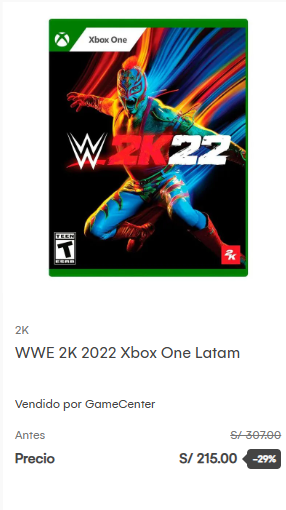 Xbox One
W 2K22
TEEN
T
ESRB
2K
2K
WWE 2K 2022 Xbox One Latam
Vendido por GameCenter
Antes S/ 307.00
Precio S/ 215.00 -29%